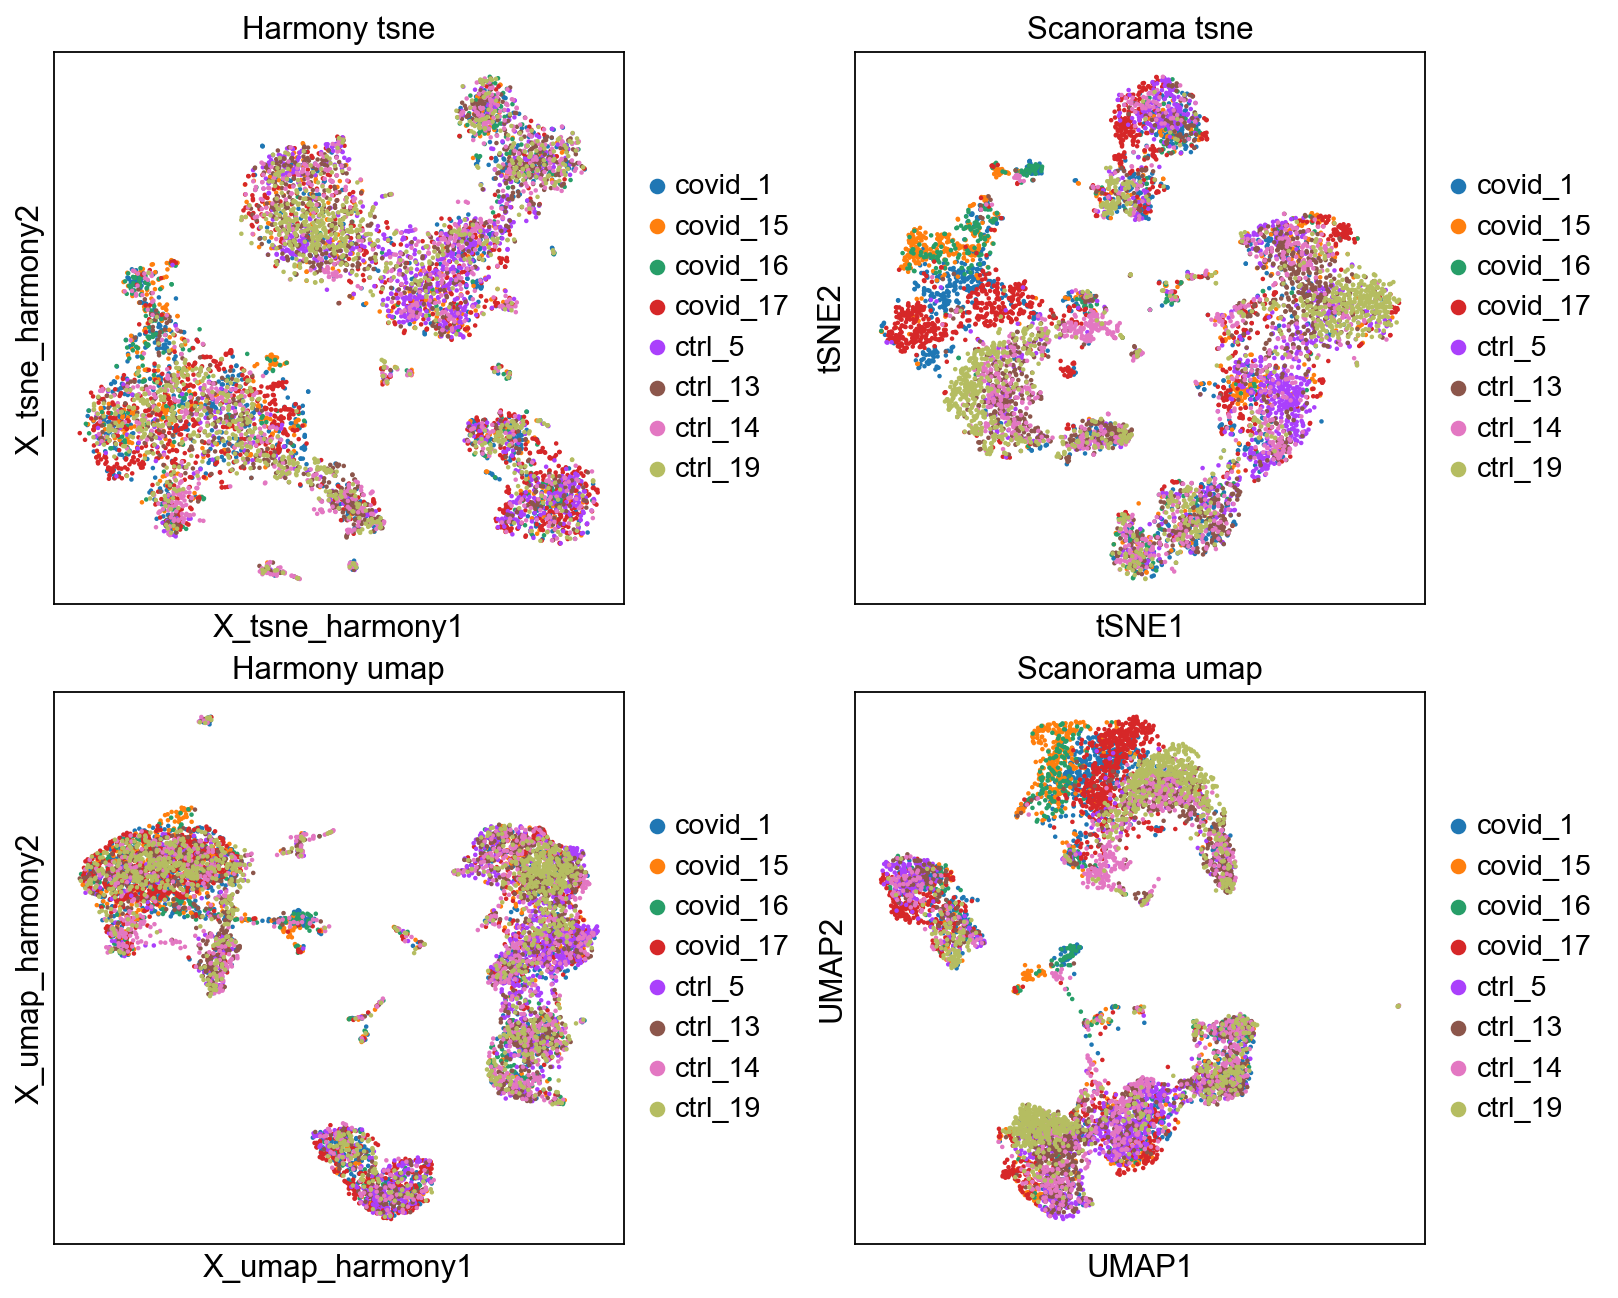 Harmony tsne
X_tsne_harmony2
X_tsne_harmony1
covid_1
covid_15
covid_16
covid_17
ctrl_5
ctrl_13
ctrl_14
ctrl_19
Scanorama tsne
tSNE2
tSNE1
covid_1
covid_15
covid_16
covid_17
ctrl_5
ctrl_13
ctrl_14
ctrl_19
Harmony umap
X_umap_harmony2
X_umap_harmony1
covid_1
covid_15
covid_16
covid_17
ctrl_5
ctrl_13
ctrl_14
ctrl_19
Scanorama umap
UMAP2
UMAP1
covid_1
covid_15
covid_16
covid_17
ctrl_5
ctrl_13
ctrl_14
ctrl_19